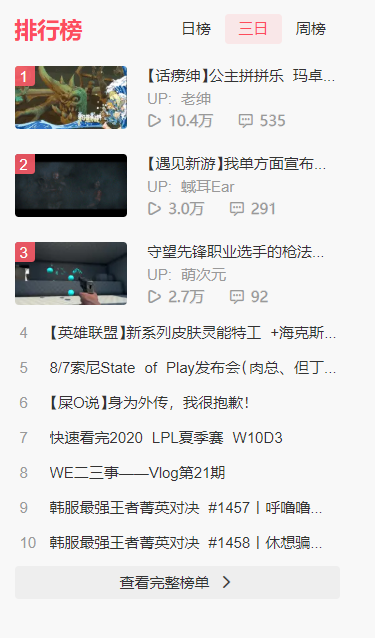 排行榜
日榜 三日 周榜
1
【话痨绅】公主拼拼乐 玛卓...
UP: 老绅
10.4万 535
2
【遇见新游】我单方面宣布...
UP: 蜮耳Ear
3.0万 291
3
守望先锋职业选手的枪法...
UP: 萌次元
2.7万 92
4 【英雄联盟】新系列皮肤灵能特工 +海克斯...
5 8/7索尼State of Play发布会（肉总、但丁...
6 【屎O说】身为外传，我很抱歉！
7 快速看完2020 LPL夏季赛 W10D3
8 WE二三事——Vlog第21期
9 韩服最强王者菁英对决 #1457丨呼噜噜...
10 韩服最强王者菁英对决 #1458丨休想骗...
查看完整榜单 >